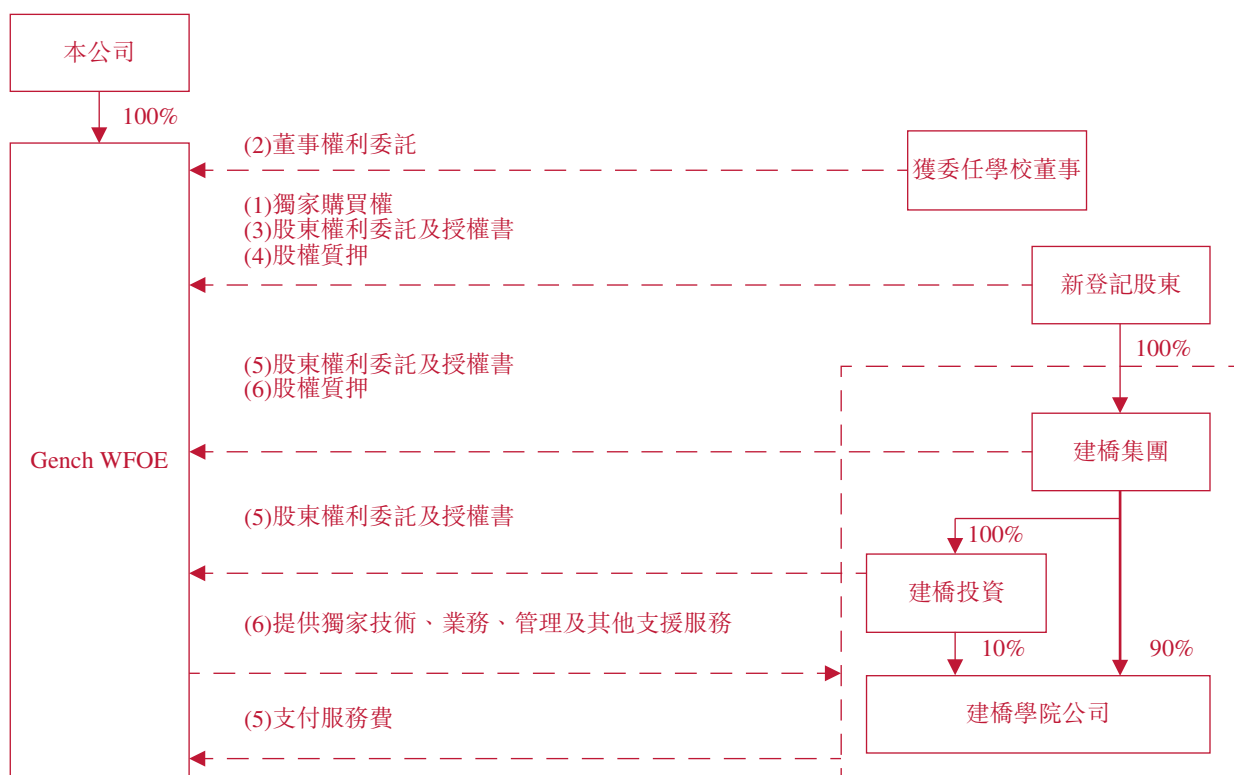 本公司
100%
(2)董事權利委託
獲委任學校董事
(1)獨家購買權
(3)股東權利委託及授權書
(4)股權質押
新登記股東
100%
(5)股東權利委託及授權書
(6)股權質押
建橋集團
Gench WFOE
(5)股東權利委託及授權書
100%
建橋投資
(6)提供獨家技術、業務、管理及其他支援服務
10%
90%
(5)支付服務費
建橋學院公司